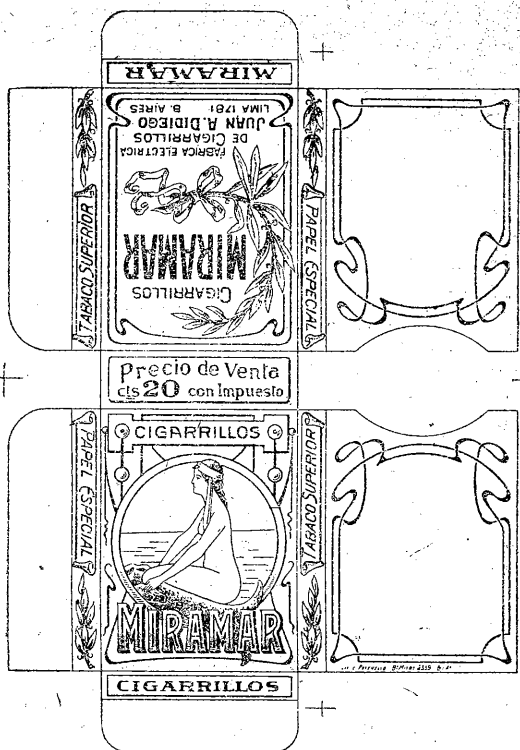 MIRAMAR
CIGARRILLOS
MIRAMAR
FABRICA ELECTRICA
DE CIGARRILLOS
JUAN A. DIDIEGO
LIMA 1781 B. AIRES
TABACO SUPERIOR
PAPEL ESPECIAL
Precio de Venta
cts 20 con Impuesto
CIGARRILLOS
MIRAMAR
PAPEL ESPECIAL
TABACO SUPERIOR
CIGARRILLOS